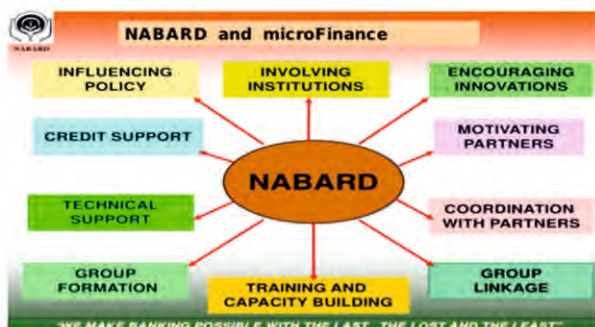 NABARD
NABARD and microFinance
INFLUENCING
POLICY
INVOLVING
INSTITUTIONS
ENCOURAGING
INNOVATIONS
CREDIT SUPPORT
MOTIVATING
PARTNERS
NABARD
TECHNICAL
SUPPORT
COORDINATION
WITH PARTNERS
GROUP
FORMATION
TRAINING AND
CAPACITY BUILDING
GROUP
LINKAGE
"WE MAKE BANKING POSSIBLE WITH THE LAST, THE LOST AND THE LEAST"